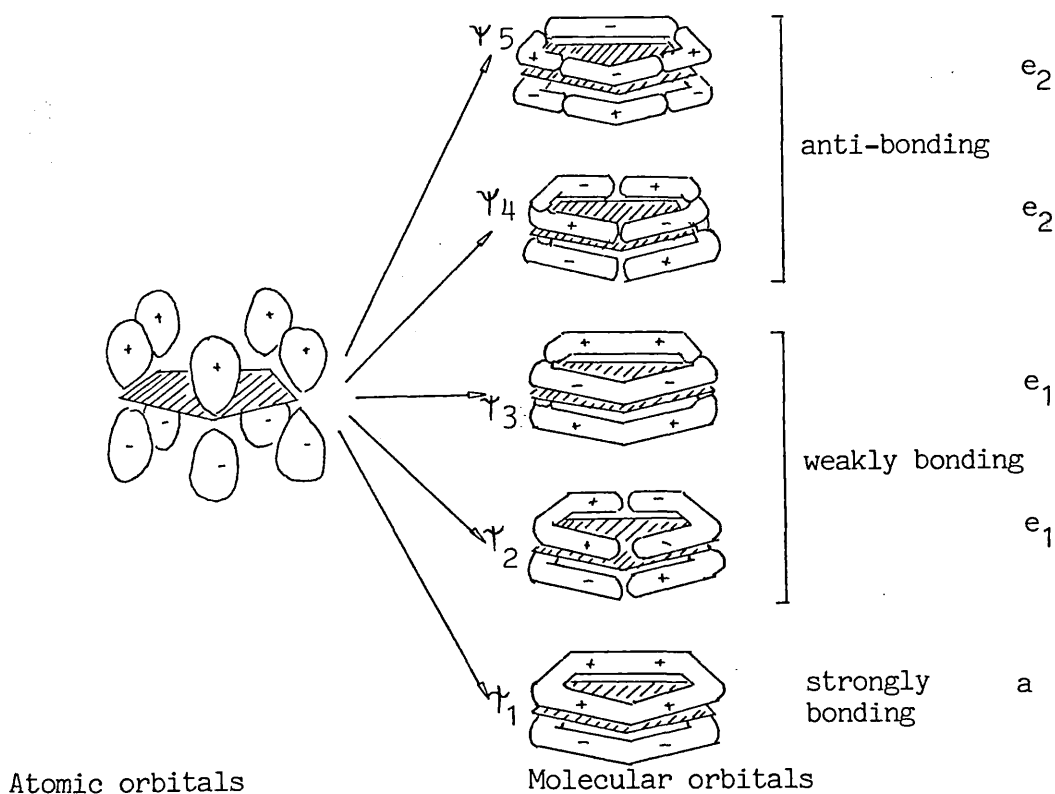 Ψ5
e2
anti-bonding
Ψ4
e2
Ψ3
e1
weakly bonding
Ψ2
e1
Ψ1
strongly a
bonding
Atomic orbitals
Molecular orbitals